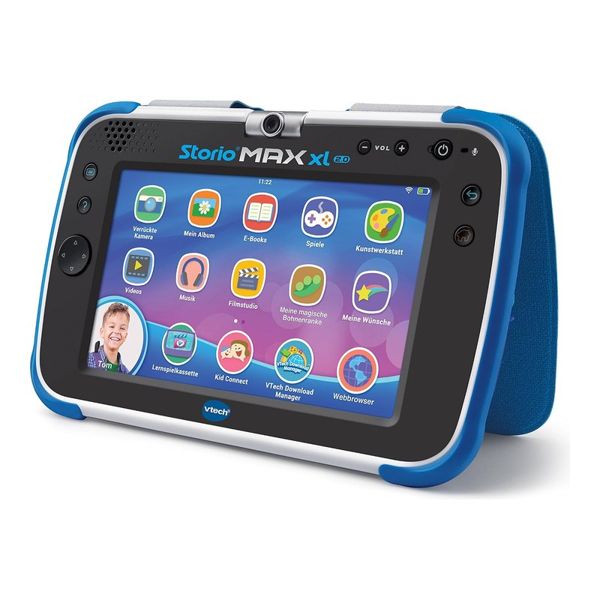 Storio® MAX XL 2.0
VOL
11:22
Verrückte
Kamera
Mein Album
E-Books
Spiele
Kunstwerkstatt
Videos
Musik
Filmstudio
Meine magische
Bohnenranke
Meine Wünsche
Tom
Lernspielkassette
Kid Connect
VTech Download
Manager
Webbrowser
vtech®